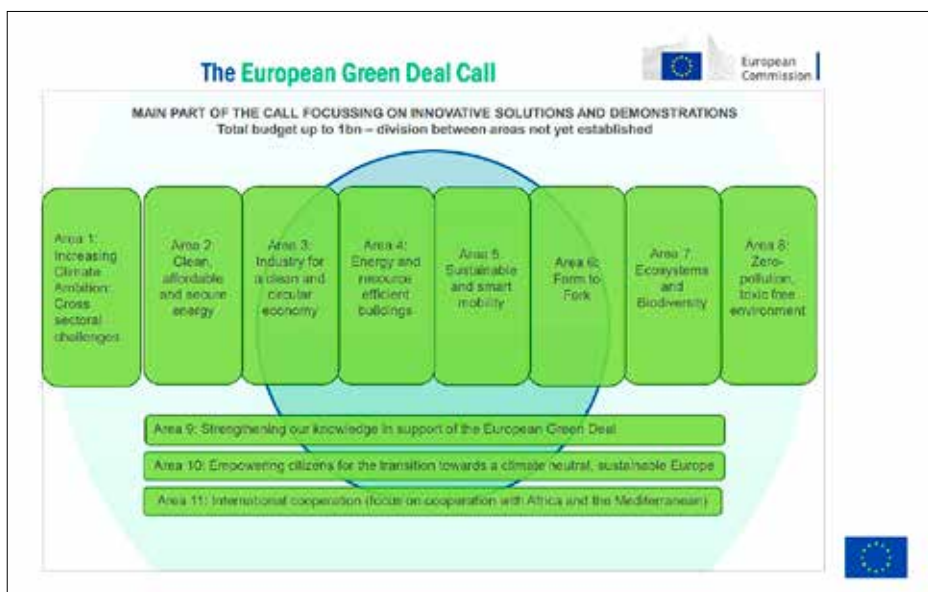 The European Green Deal Call
European
Commission
MAIN PART OF THE CALL FOCUSSING ON INNOVATIVE SOLUTIONS AND DEMONSTRATIONS
Total budget up to 1bn – division between areas not yet established
Area 1:
Increasing
Climate
Ambition:
Cross
sectoral
challenges
Area 2:
Clean,
affordable
and secure
energy
Area 3:
Industry for
a clean and
circular
economy
Area 4:
Energy and
resource
efficient
buildings
Area 5:
Sustainable
and smart
mobility
Area 6:
Farm to
Fork
Area 7:
Ecosystems
and
Biodiversity
Area 8:
Zero-
pollution,
toxic free
environment
Area 9: Strengthening our knowledge in support of the European Green Deal
Area 10: Empowering citizens for the transition towards a climate neutral, sustainable Europe
Area 11: International cooperation (focus on cooperation with Africa and the Mediterranean)